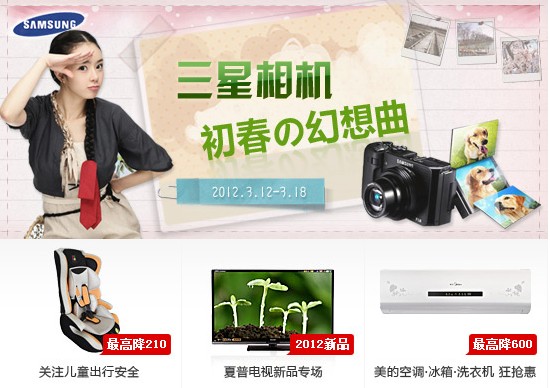 SAMSUNG
三星相机
初春の幻想曲
2012.3.12-3.18
SAMSUNG
最高降210
2012新品
最高降600
关注儿童出行安全
夏普电视新品专场
美的空调·冰箱·洗衣机 狂抢惠